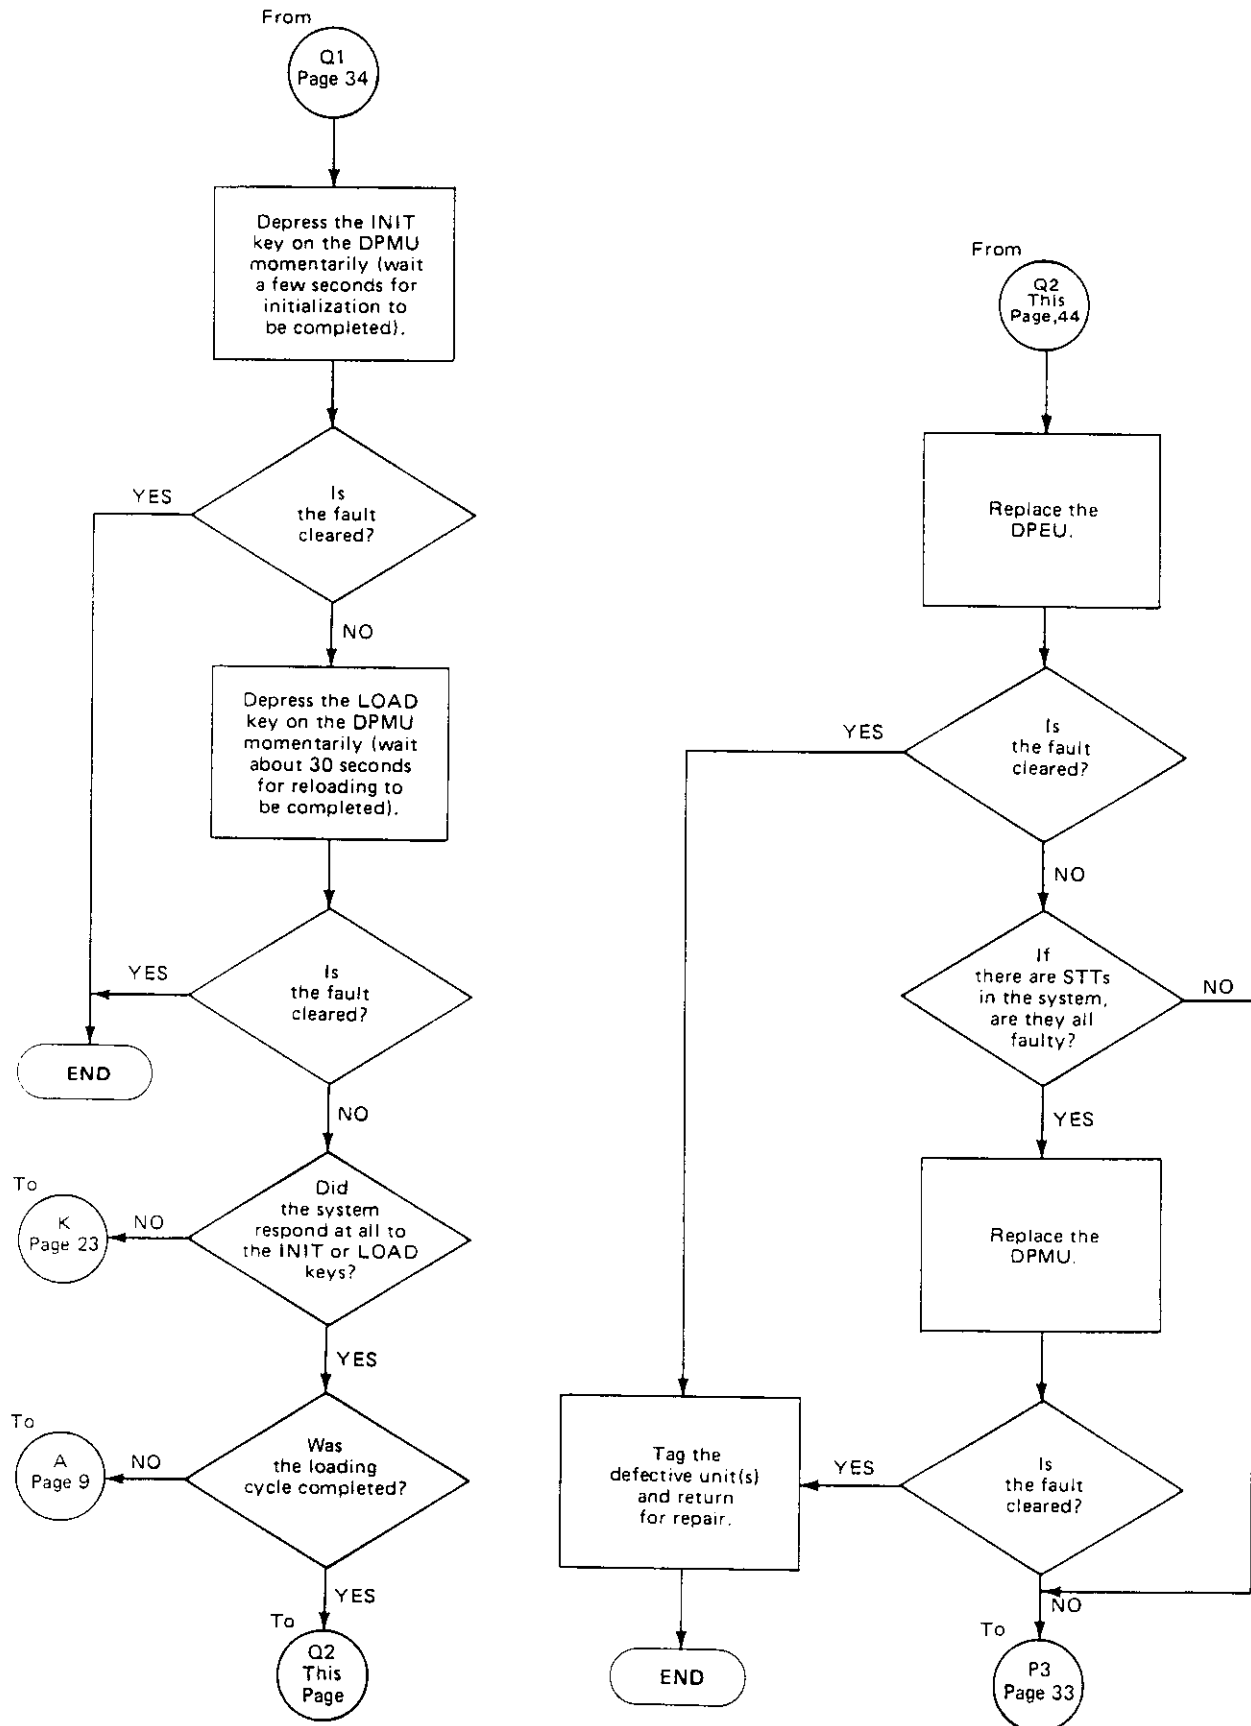 From
Q1
Page 34
Depress the INIT
key on the DPMU
momentarily (wait
a few seconds for
initialization to
be completed).
YES
Is
the fault
cleared?
NO
Depress the LOAD
key on the DPMU
momentarily (wait
about 30 seconds
for reloading to
be completed).
YES
Is
the fault
cleared?
END
NO
To
K
Page 23
NO
Did
the system
respond at all to
the INIT or LOAD
keys?
YES
To
A
Page 9
NO
Was
the loading
cycle completed?
YES
To
Q2
This
Page
From
Q2
This
Page,44
Replace the
DPEU.
YES
Is
the fault
cleared?
NO
If
there are STTs
in the system,
are they all
faulty?
NO
YES
Replace the
DPMU.
Tag the
defective unit(s)
and return
for repair.
YES
Is
the fault
cleared?
NO
END
To
P3
Page 33